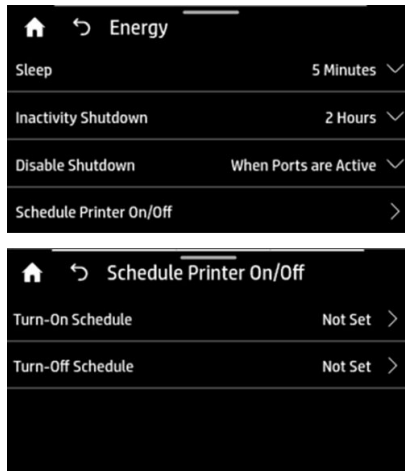 Energy
Sleep 5 Minutes
Inactivity Shutdown 2 Hours
Disable Shutdown When Ports are Active
Schedule Printer On/Off
Schedule Printer On/Off
Turn-On Schedule Not Set
Turn-Off Schedule Not Set